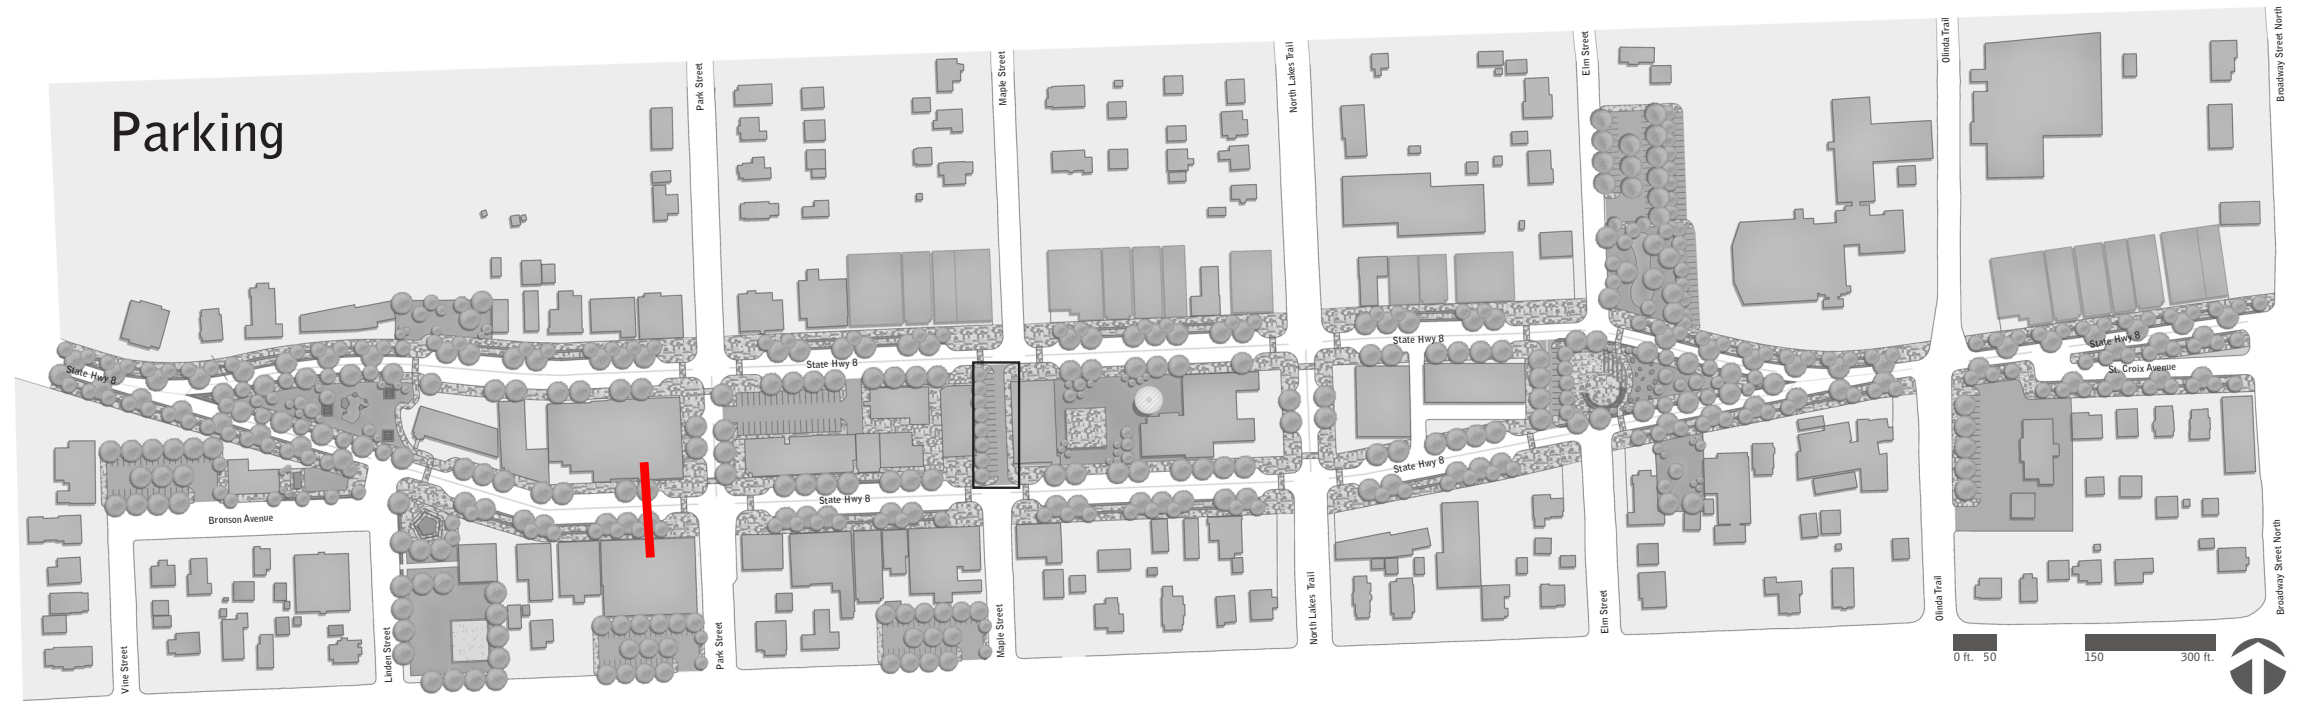 Parking
Park Street
Maple Street
North Lakes Trail
Elm Street
Olinda Trail
Broadway Street North
State Hwy 8
State Hwy 8
State Hwy 8
State Hwy 8
St. Croix Avenue
State Hwy 8
State Hwy 8
State Hwy 8
Bronson Avenue
Vine Street
Linden Street
Park Street
Maple Street
North Lakes Trail
Elm Street
Olinda Trail
Broadway Street North
0 ft. 50 150 300 ft.